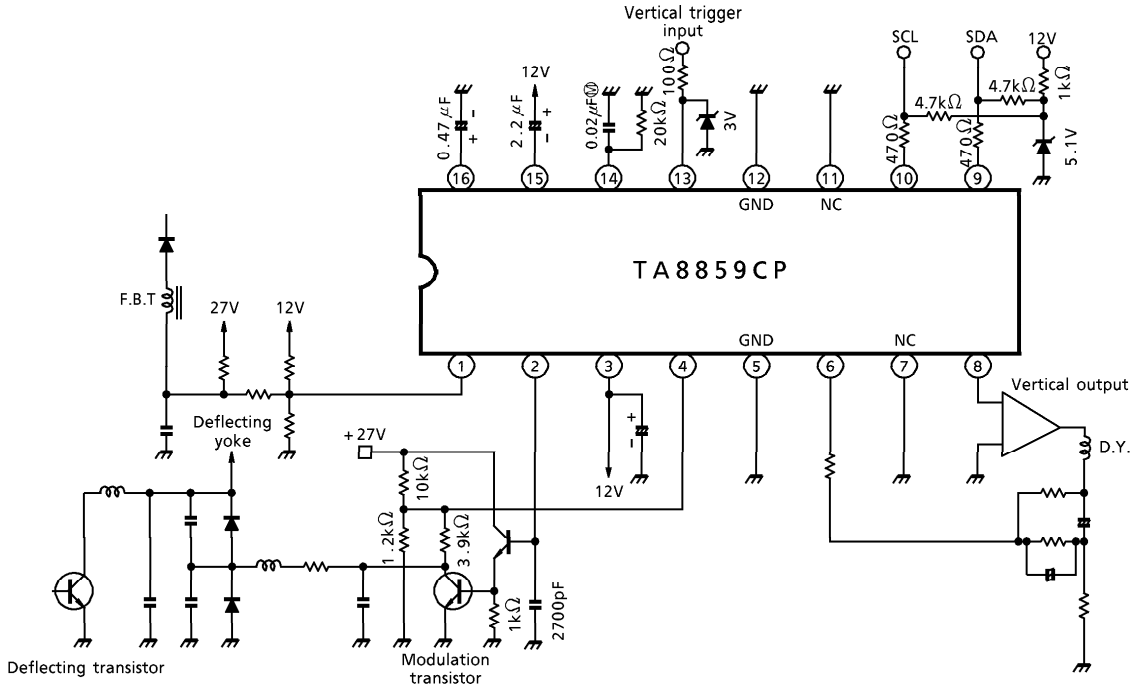 Vertical trigger
input
SCL
SDA
12V
12V
0.47μF
- +
2.2μF
+ -
0.02μFⓂ
20kΩ
100Ω
3V
4.7kΩ
4.7kΩ
1kΩ
470Ω
470Ω
5.1V
16
15
14
13
12
11
10
9
GND
NC
TA8859CP
F.B.T
27V
12V
GND
NC
1
2
3
4
5
6
7
8
Vertical output
Deflecting
yoke
+27V
10kΩ
+
-
12V
D.Y.
1.2kΩ
3.9kΩ
1kΩ
2700pF
Deflecting transistor
Modulation
transistor